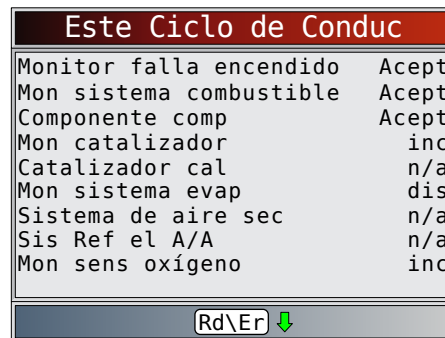 Este Ciclo de Conduc
Monitor falla encendido Acept
Mon sistema combustible Acept
Componente comp Acept
Mon catalizador inc
Catalizador cal n/a
Mon sistema evap dis
Sistema de aire sec n/a
Sis Ref el A/A n/a
Mon sens oxígeno inc
Rd\Er